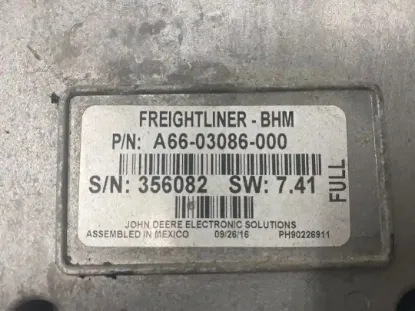 FREIGHTLINER - BHM
P/N: A66-03086-000
S/N: 356082 SW: 7.41
FULL
JOHN DEERE ELECTRONIC SOLUTIONS
ASSEMBLED IN MEXICO 09/26/16 PH90226911